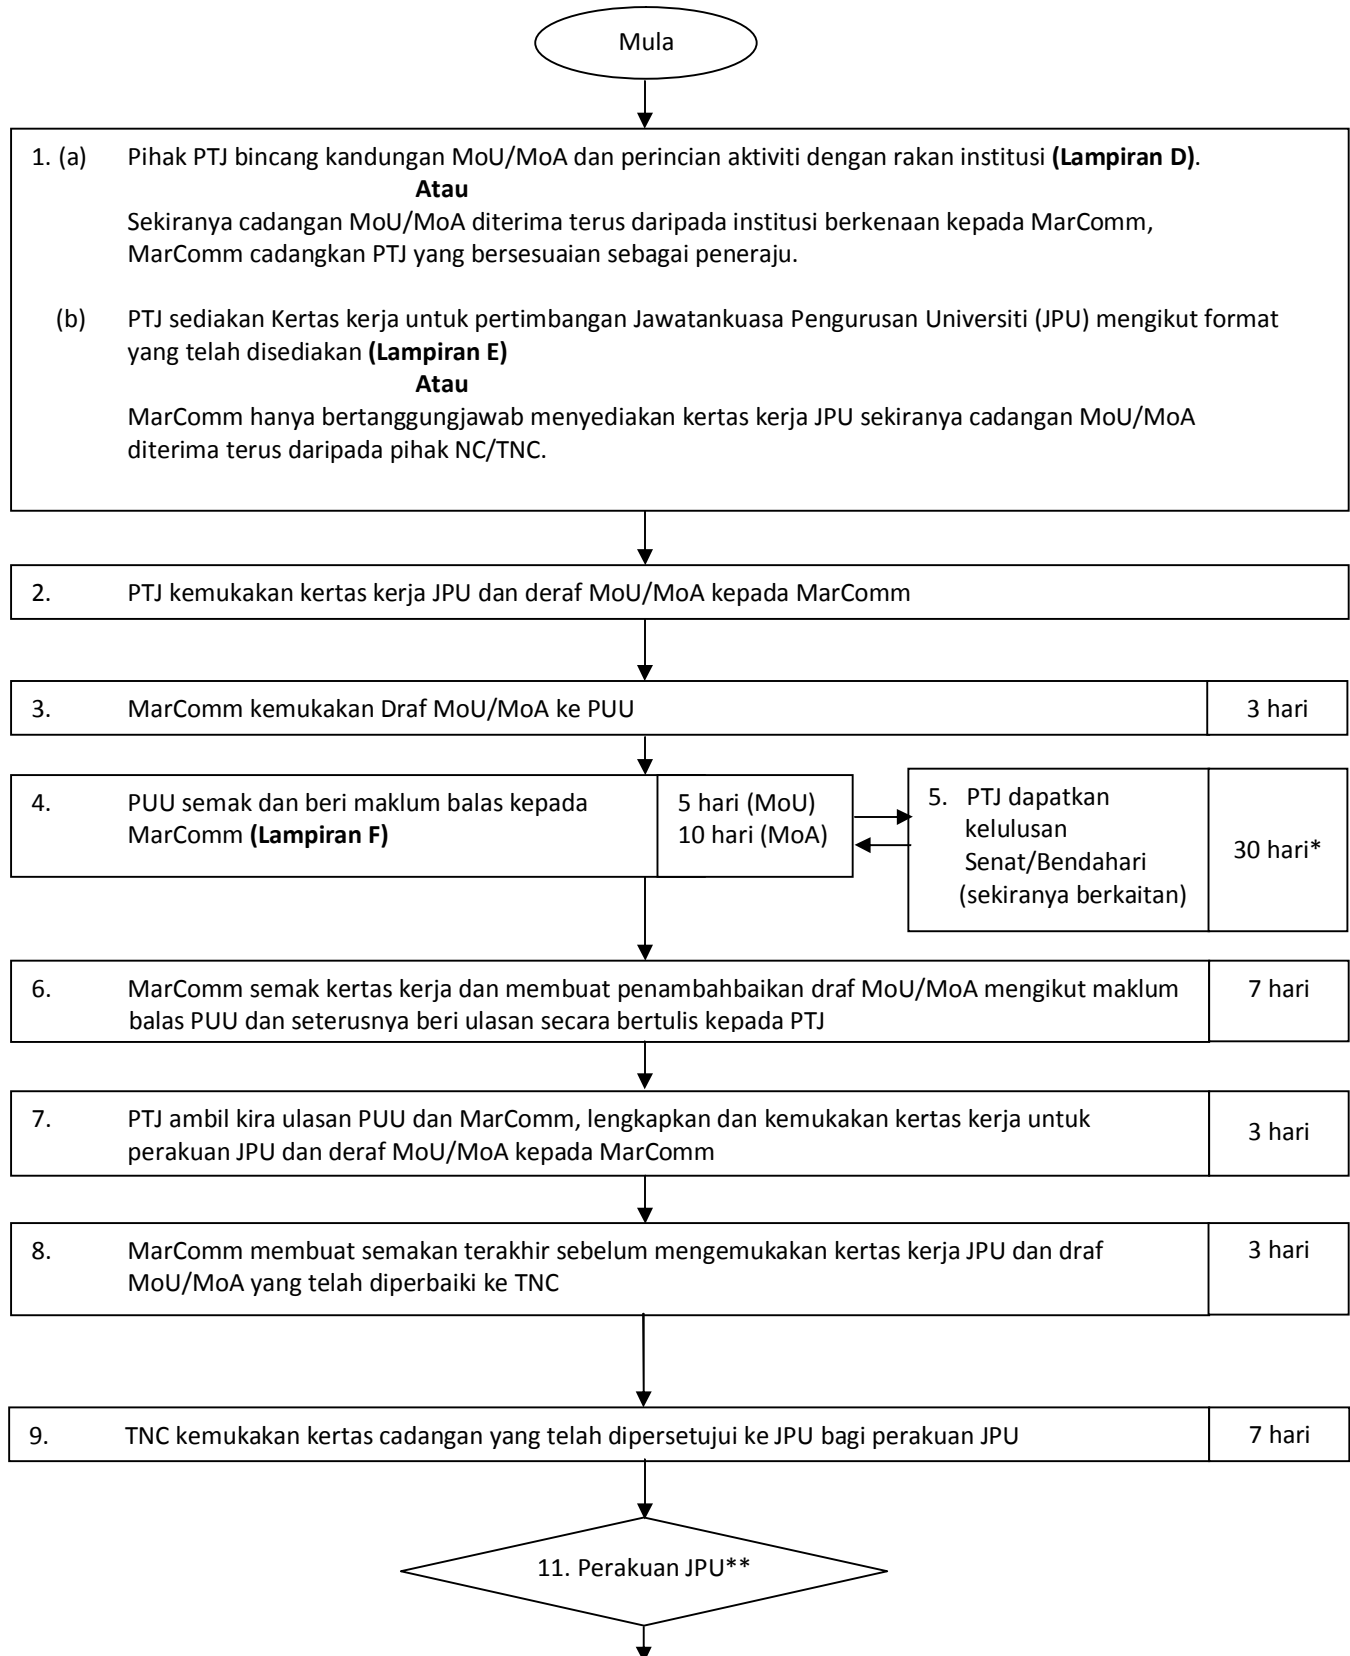 Mula
1. (a) Pihak PTJ bincang kandungan MoU/MoA dan perincian aktiviti dengan rakan institusi (Lampiran D).
Atau
Sekiranya cadangan MoU/MoA diterima terus daripada institusi berkenaan kepada MarComm,
MarComm cadangkan PTJ yang bersesuaian sebagai peneraju.
(b) PTJ sediakan Kertas kerja untuk pertimbangan Jawatankuasa Pengurusan Universiti (JPU) mengikut format
yang telah disediakan (Lampiran E)
Atau
MarComm hanya bertanggungjawab menyediakan kertas kerja JPU sekiranya cadangan MoU/MoA
diterima terus daripada pihak NC/TNC.
2. PTJ kemukakan kertas kerja JPU dan deraf MoU/MoA kepada MarComm
3. MarComm kemukakan Draf MoU/MoA ke PUU
3 hari
4. PUU semak dan beri maklum balas kepada
MarComm (Lampiran F)
5 hari (MoU)
10 hari (MoA)
5. PTJ dapatkan
kelulusan
Senat/Bendahari
(sekiranya berkaitan)
30 hari*
6. MarComm semak kertas kerja dan membuat penambahbaikan draf MoU/MoA mengikut maklum
balas PUU dan seterusnya beri ulasan secara bertulis kepada PTJ
7 hari
7. PTJ ambil kira ulasan PUU dan MarComm, lengkapkan dan kemukakan kertas kerja untuk
perakuan JPU dan deraf MoU/MoA kepada MarComm
3 hari
8. MarComm membuat semakan terakhir sebelum mengemukakan kertas kerja JPU dan draf
MoU/MoA yang telah diperbaiki ke TNC
3 hari
9. TNC kemukakan kertas cadangan yang telah dipersetujui ke JPU bagi perakuan JPU
7 hari
11. Perakuan JPU**